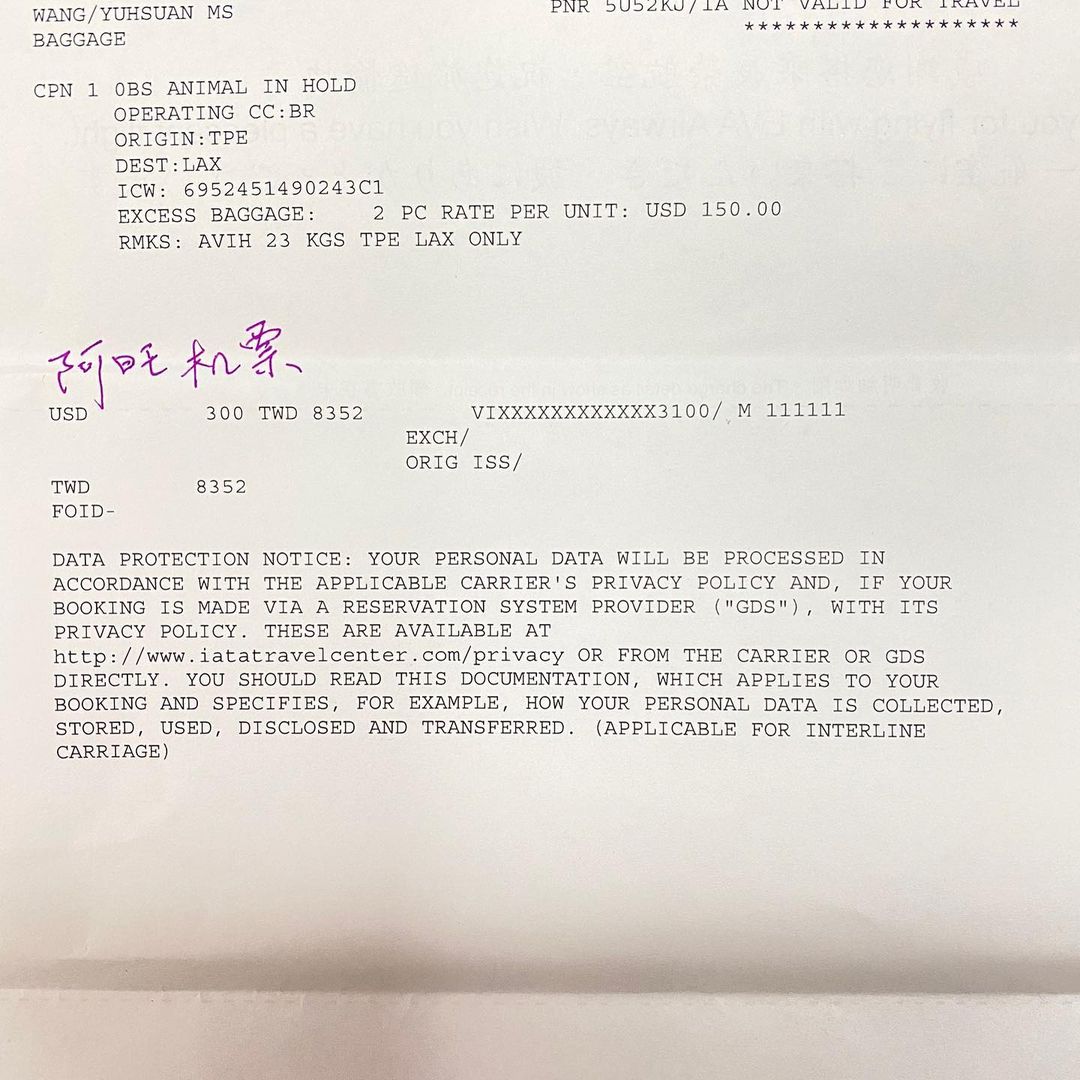 WANG/YUHSUAN MS PNR 5U52KJ/1A NOT VALID FOR TRAVEL
BAGGAGE ********************
CPN 1 0BS ANIMAL IN HOLD
OPERATING CC:BR
ORIGIN:TPE
DEST:LAX
ICW: 6952451490243C1
EXCESS BAGGAGE: 2 PC RATE PER UNIT: USD 150.00
RMKS: AVIH 23 KGS TPE LAX ONLY
阿旺机票
USD 300 TWD 8352 VIXXXXXXXXXXXX3100/ M 111111
EXCH/
ORIG ISS/
TWD 8352
FOID-
DATA PROTECTION NOTICE: YOUR PERSONAL DATA WILL BE PROCESSED IN
ACCORDANCE WITH THE APPLICABLE CARRIER'S PRIVACY POLICY AND, IF YOUR
BOOKING IS MADE VIA A RESERVATION SYSTEM PROVIDER ("GDS"), WITH ITS
PRIVACY POLICY. THESE ARE AVAILABLE AT
http://www.iatatravelcenter.com/privacy OR FROM THE CARRIER OR GDS
DIRECTLY. YOU SHOULD READ THIS DOCUMENTATION, WHICH APPLIES TO YOUR
BOOKING AND SPECIFIES, FOR EXAMPLE, HOW YOUR PERSONAL DATA IS COLLECTED,
STORED, USED, DISCLOSED AND TRANSFERRED. (APPLICABLE FOR INTERLINE
CARRIAGE)